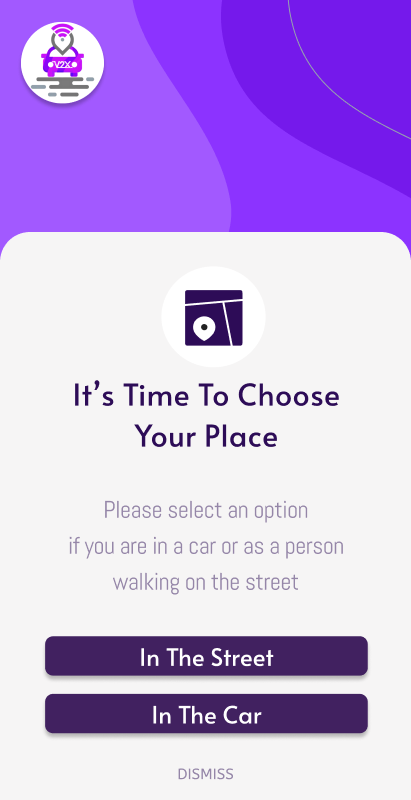 V2X
It's Time To Choose
Your Place
Please select an option
if you are in a car or as a person
walking on the street
In The Street
In The Car
DISMISS